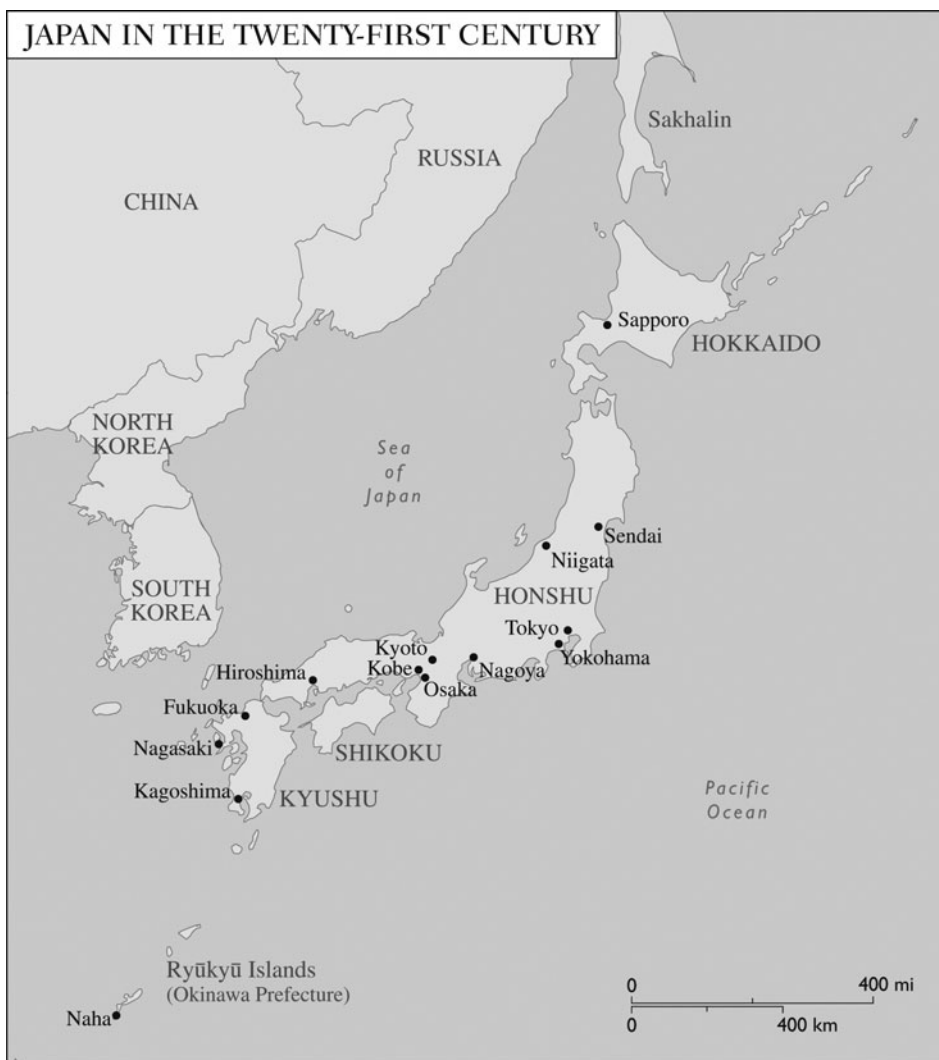 JAPAN IN THE TWENTY-FIRST CENTURY
Sakhalin
RUSSIA
CHINA
Sapporo
HOKKAIDO
NORTH
KOREA
Sea
of
Japan
Sendai
Niigata
SOUTH
KOREA
HONSHU
Tokyo
Yokohama
Kyoto
Kobe
Nagoya
Osaka
Hiroshima
Fukuoka
Nagasaki
SHIKOKU
Kagoshima
KYUSHU
Pacific
Ocean
Ryūkyū Islands
(Okinawa Prefecture)
Naha
0 400 mi
0 400 km